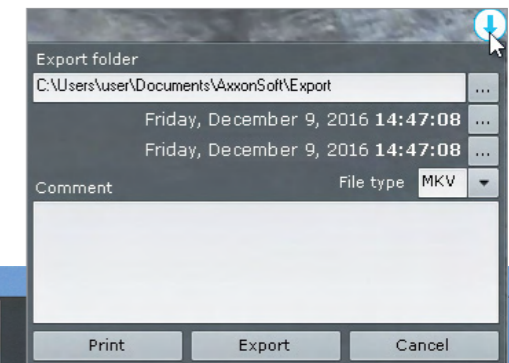 Export folder
C:\Users\user\Documents\AxxonSoft\Export ...
Friday, December 9, 2016 14:47:08 ...
Friday, December 9, 2016 14:47:08 ...
Comment File type MKV
Print Export Cancel